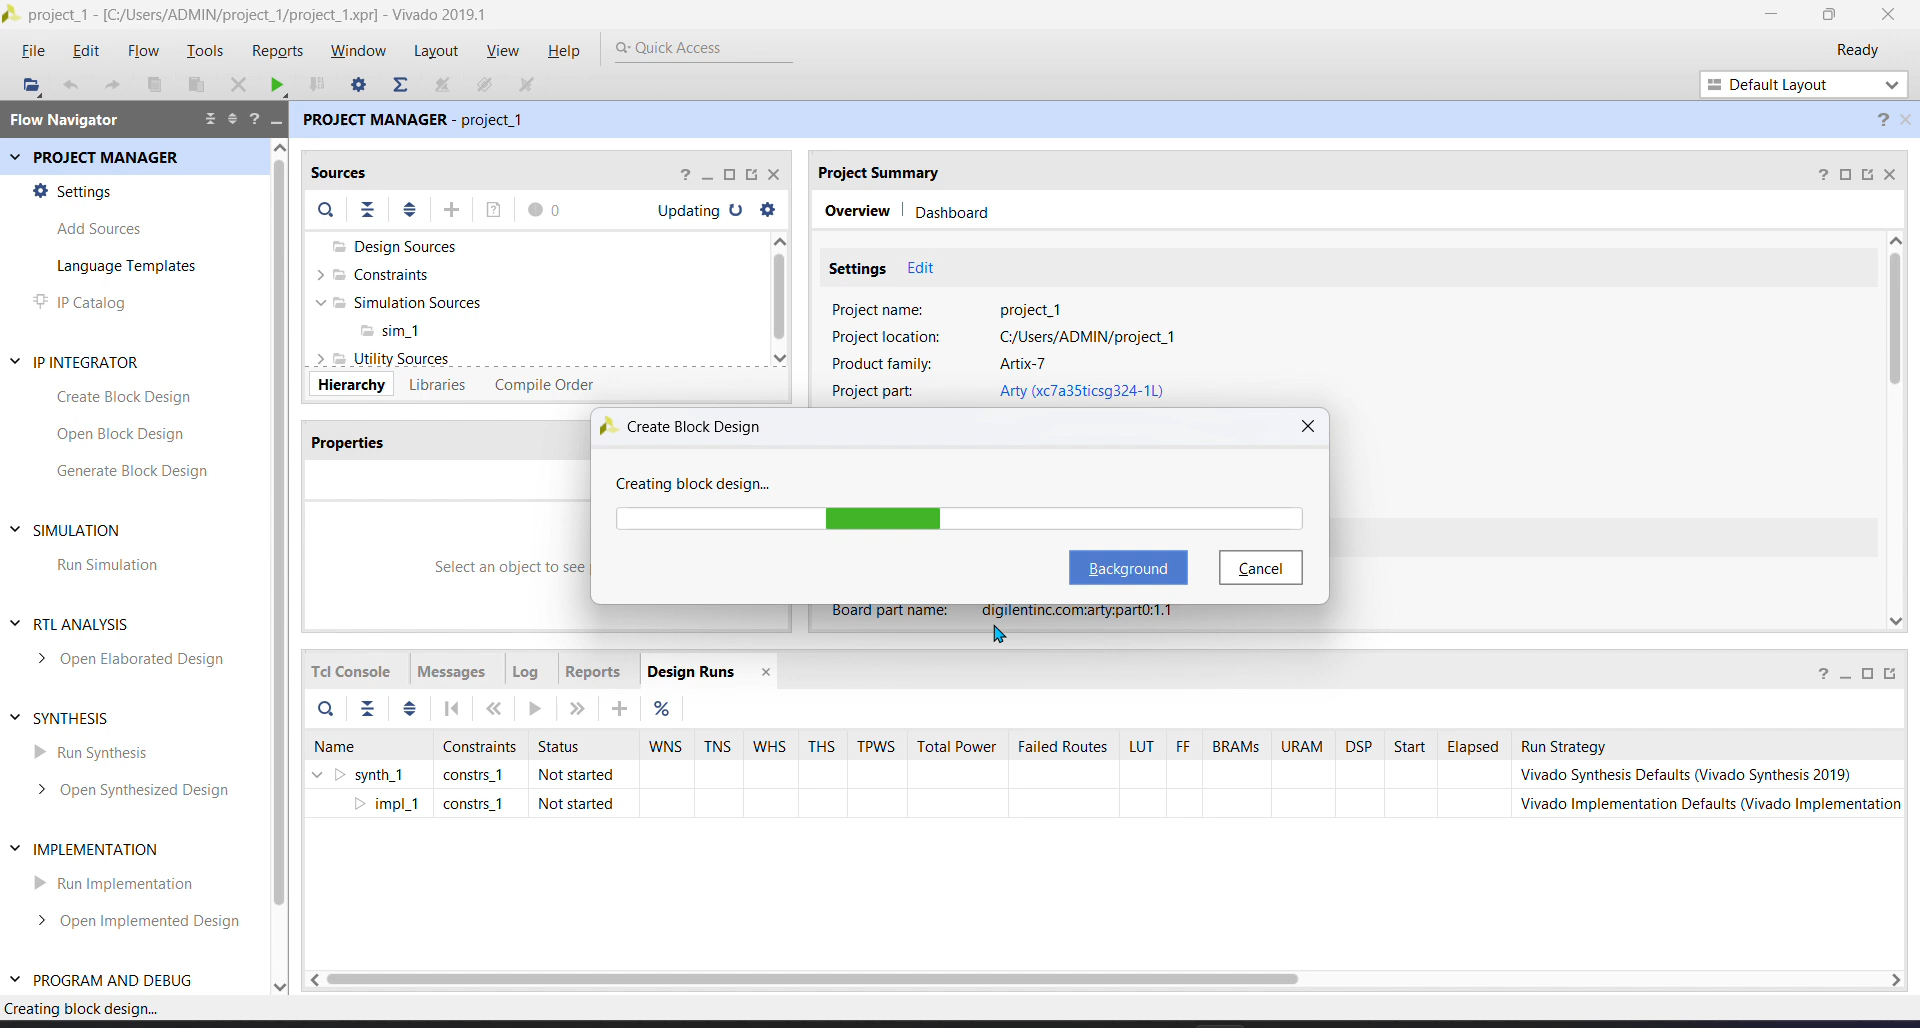 project_1 - [C:/Users/ADMIN/project_1/project_1.xpr] - Vivado 2019.1
File Edit Flow Tools Reports Window Layout View Help Quick Access Ready
Default Layout
Flow Navigator
PROJECT MANAGER
Settings
Add Sources
Language Templates
IP Catalog
IP INTEGRATOR
Create Block Design
Open Block Design
Generate Block Design
SIMULATION
Run Simulation
RTL ANALYSIS
Open Elaborated Design
SYNTHESIS
Run Synthesis
Open Synthesized Design
IMPLEMENTATION
Run Implementation
Open Implemented Design
PROGRAM AND DEBUG
PROJECT MANAGER - project_1
Sources
0 Updating
Design Sources
Constraints
Simulation Sources
sim_1
Utility Sources
Hierarchy Libraries Compile Order
Properties
Select an object to see
Project Summary
Overview Dashboard
Settings Edit
Project name: project_1
Project location: C:/Users/ADMIN/project_1
Product family: Artix-7
Project part: Arty (xc7a35ticsg324-1L)
Create Block Design
Creating block design...
Background Cancel
Board part name: digilentinc.com:arty:part0:1.1
Tcl Console Messages Log Reports Design Runs
Name Constraints Status WNS TNS WHS THS TPWS Total Power Failed Routes LUT FF BRAMs URAM DSP Start Elapsed Run Strategy
synth_1 constrs_1 Not started Vivado Synthesis Defaults (Vivado Synthesis 2019)
impl_1 constrs_1 Not started Vivado Implementation Defaults (Vivado Implementation
Creating block design...